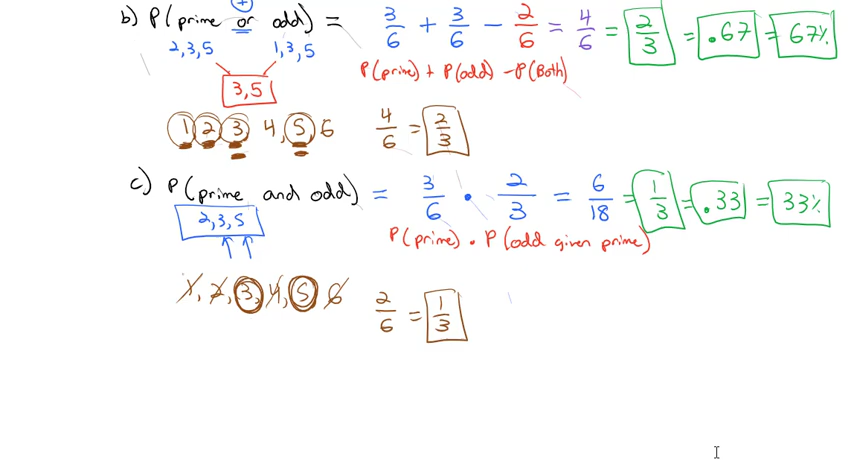 +
b) P(prime or odd) = 3/6 + 3/6 - 2/6 = 4/6 = 2/3 = .67 = 67%
2,3,5 1,3,5
P(prime) + P(odd) - P(Both)
3,5
1 2 3 4, 5 6 4/6 = 2/3
c) P(prime and odd) = 3/6 • 2/3 = 6/18 = 1/3 = .33 = 33%
2,3,5
P(prime) • P(odd given prime)
1, 2, 3, 4, 5 6 2/6 = 1/3